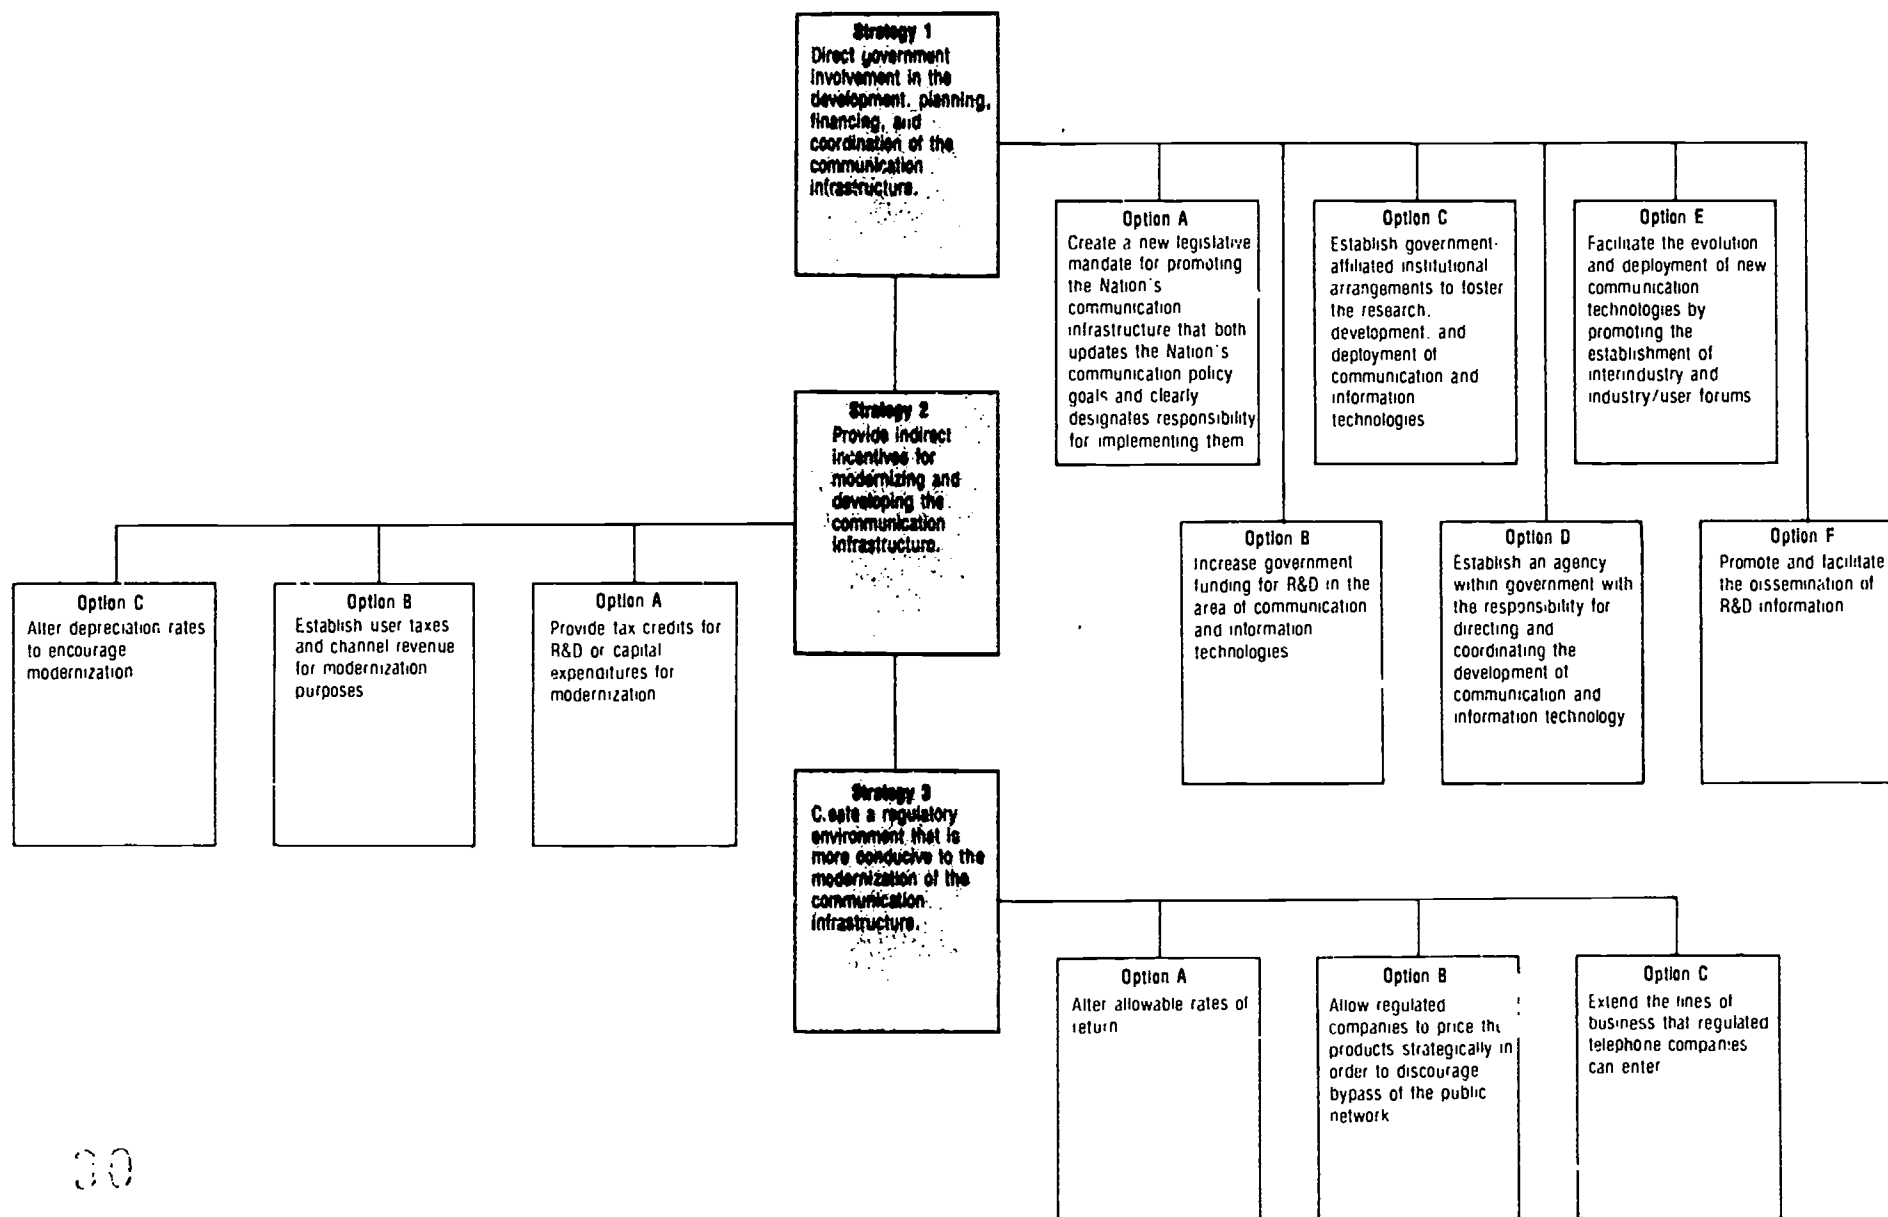 Strategy 1
Direct government
involvement in the
development, planning,
financing, and
coordination of the
communication
infrastructure.
Option A
Create a new legislative
mandate for promoting
the Nation's
communication
infrastructure that both
updates the Nation's
communication policy
goals and clearly
designates responsibility
for implementing them
Option C
Establish government-
affiliated institutional
arrangements to foster
the research,
development, and
deployment of
communication and
information
technologies
Option E
Facilitate the evolution
and deployment of new
communication
technologies by
promoting the
establishment of
interindustry and
industry/user forums
Option B
Increase government
funding for R&D in the
area of communication
and information
technologies
Option D
Establish an agency
within government with
the responsibility for
directing and
coordinating the
development of
communication and
information technology
Option F
Promote and facilitate
the dissemination of
R&D information
Strategy 2
Provide indirect
incentives for
modernizing and
developing the
communication
infrastructure.
Option C
Alter depreciation rates
to encourage
modernization
Option B
Establish user taxes
and channel revenue
for modernization
purposes
Option A
Provide tax credits for
R&D or capital
expenditures for
modernization
Strategy 3
Create a regulatory
environment that is
more conducive to the
modernization of the
communication
infrastructure.
Option A
Alter allowable rates of
return
Option B
Allow regulated
companies to price the
products strategically in
order to discourage
bypass of the public
network
Option C
Extend the lines of
business that regulated
telephone companies
can enter